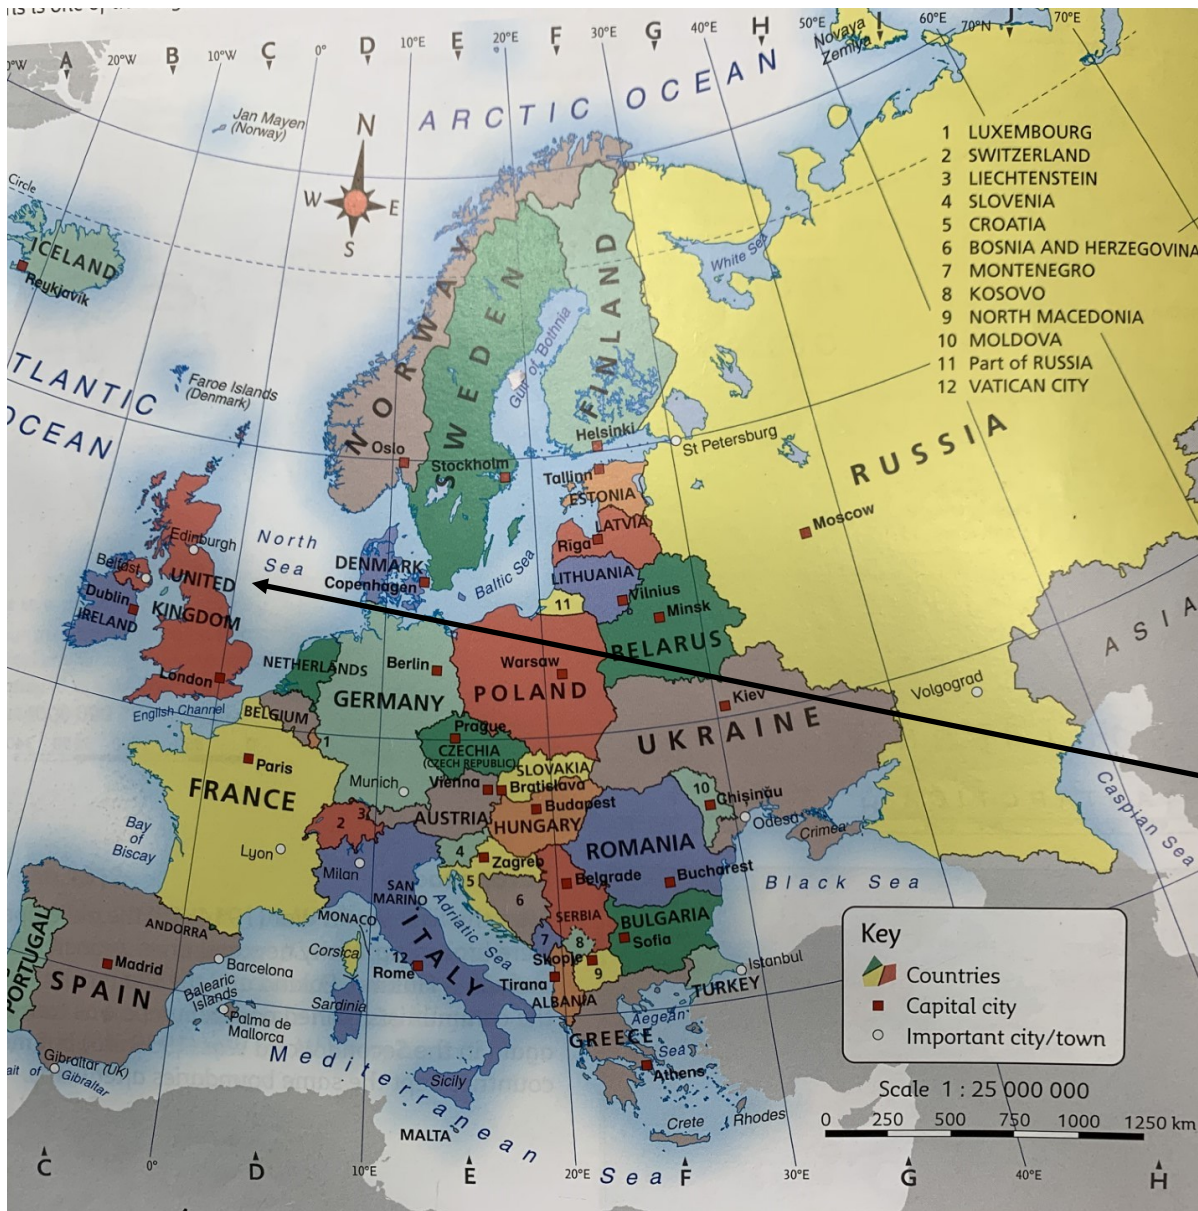 A
B
C
D
E
F
G
H
I
J
20°W
10°W
0°
10°E
20°E
30°E
40°E
50°E
60°E
70°N
70°E
Novaya
Zemlya
ARCTIC OCEAN
Jan Mayen
(Norway)
N
W
E
S
Circle
ICELAND
Reykjavik
1 LUXEMBOURG
2 SWITZERLAND
3 LIECHTENSTEIN
4 SLOVENIA
5 CROATIA
6 BOSNIA AND HERZEGOVINA
7 MONTENEGRO
8 KOSOVO
9 NORTH MACEDONIA
10 MOLDOVA
11 Part of RUSSIA
12 VATICAN CITY
White Sea
NORWAY
SWEDEN
FINLAND
Gulf of Bothnia
TLANTIC
OCEAN
Faroe Islands
(Denmark)
Oslo
Stockholm
Helsinki
St Petersburg
RUSSIA
Moscow
Tallinn
ESTONIA
LATVIA
Riga
LITHUANIA
Vilnius
Minsk
BELARUS
11
Baltic Sea
North
Sea
DENMARK
Copenhagen
Edinburgh
Belfast
UNITED
KINGDOM
Dublin
IRELAND
London
English Channel
NETHERLANDS
BELGIUM
1
Berlin
GERMANY
Munich
Warsaw
POLAND
Prague
CZECHIA
(CZECH REPUBLIC)
SLOVAKIA
Vienna
Bratislava
AUSTRIA
Budapest
HUNGARY
Kiev
UKRAINE
Volgograd
ASIA
Caspian Sea
10
Chișinău
Odesa
Crimea
Paris
FRANCE
Lyon
Bay
of
Biscay
2
3
Milan
4
5
Zagreb
6
SAN
MARINO
MONACO
ITALY
Adriatic Sea
12
Rome
Corsica
Sardinia
Sicily
MALTA
ROMANIA
Bucharest
Belgrade
SERBIA
BULGARIA
Sofia
7
8
9
Skopje
Tirana
ALBANIA
GREECE
Athens
Aegean
Sea
Crete
Rhodes
TURKEY
Istanbul
Black Sea
ANDORRA
PORTUGAL
SPAIN
Madrid
Barcelona
Balearic
Islands
Palma de
Mallorca
Gibraltar (UK)
ait of
Gibraltar
Mediterranean
Sea
Key
Countries
Capital city
Important city/town
Scale 1 : 25 000 000
0 250 500 750 1000 1250 km
C
0°
D
10°E
E
20°E
F
30°E
G
40°E
H